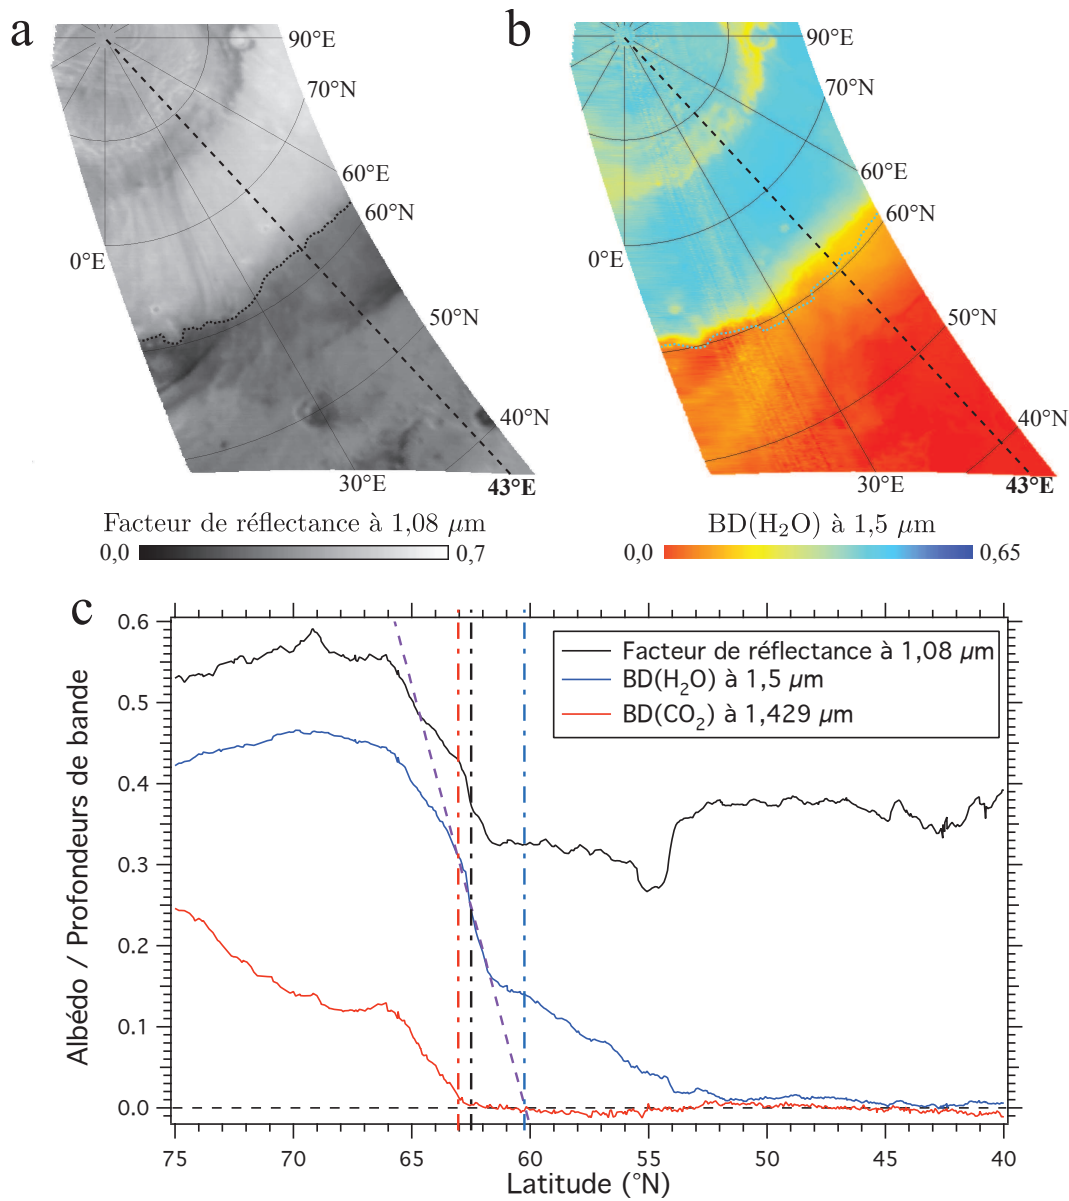 a
90°E
70°N
60°E
60°N
0°E
50°N
40°N
30°E
43°E
Facteur de réflectance à 1,08 μm
0,0
0,7
b
90°E
70°N
60°E
60°N
0°E
50°N
40°N
30°E
43°E
BD(H₂O) à 1,5 μm
0,0
0,65
c
Facteur de réflectance à 1,08 μm
BD(H₂O) à 1,5 μm
BD(CO₂) à 1,429 μm
Albédo / Profondeurs de bande
0.6
0.5
0.4
0.3
0.2
0.1
0.0
75 70 65 60 55 50 45 40
Latitude (°N)